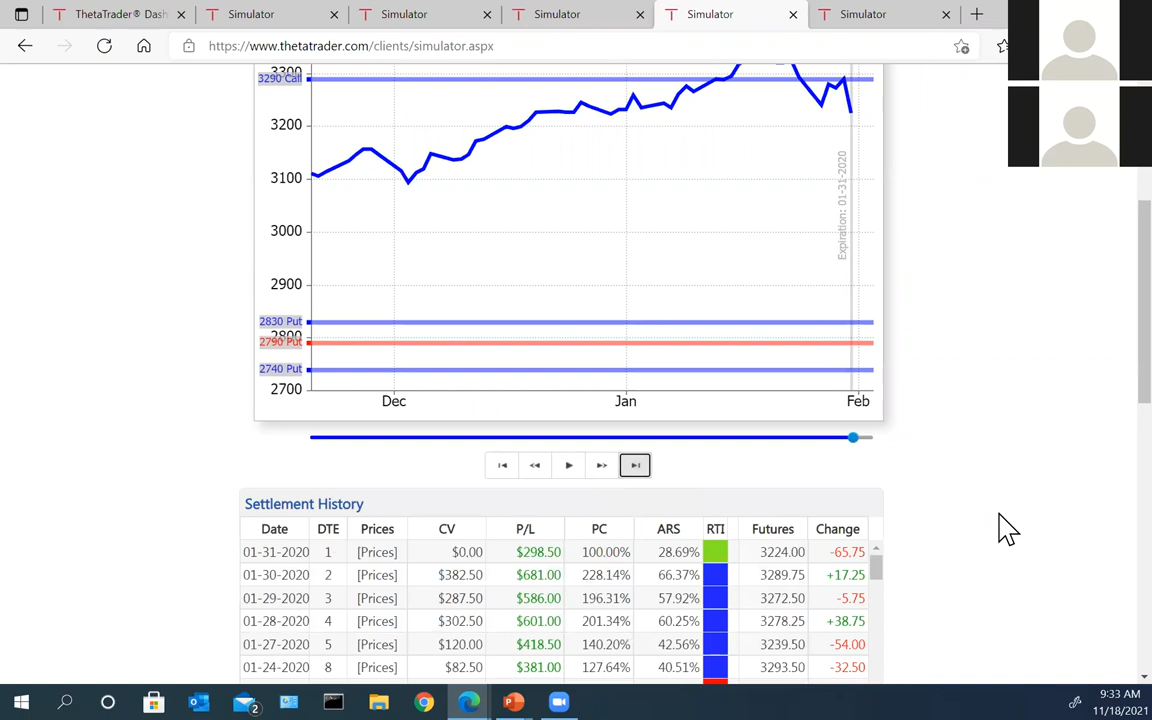 ThetaTrader® Dash
Simulator
Simulator
Simulator
Simulator
Simulator
https://www.thetatrader.com/clients/simulator.aspx
3300
3290 Call
3200
3100
3000
2900
2830 Put
2800
2790 Put
2740 Put
2700
Expiration: 01-31-2020
Dec Jan Feb
Settlement History
Date DTE Prices CV P/L PC ARS RTI Futures Change
01-31-2020 1 [Prices] $0.00 $298.50 100.00% 28.69% 3224.00 -65.75
01-30-2020 2 [Prices] $382.50 $681.00 228.14% 66.37% 3289.75 +17.25
01-29-2020 3 [Prices] $287.50 $586.00 196.31% 57.92% 3272.50 -5.75
01-28-2020 4 [Prices] $302.50 $601.00 201.34% 60.25% 3278.25 +38.75
01-27-2020 5 [Prices] $120.00 $418.50 140.20% 42.56% 3239.50 -54.00
01-24-2020 8 [Prices] $82.50 $381.00 127.64% 40.51% 3293.50 -32.50
2
9:33 AM
11/18/2021